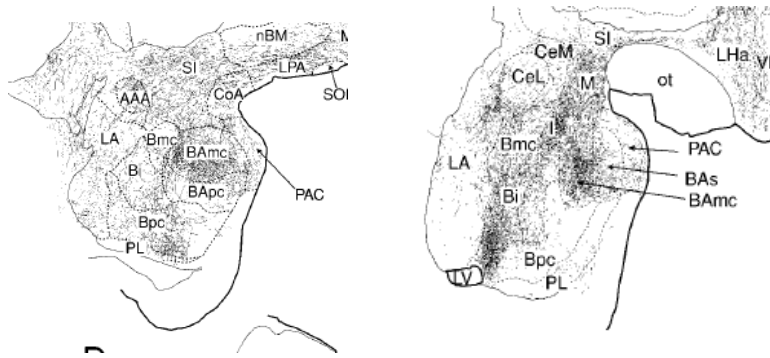 nBM
M
SI
LPA
AAA
CoA
SOI
LA
Bmc
BAmc
Bi
BApc
PAC
Bpc
PL
SI
CeM
LHa
CeL
M
ot
I
Bmc
PAC
LA
BAs
Bi
BAmc
Bpc
LV
PL